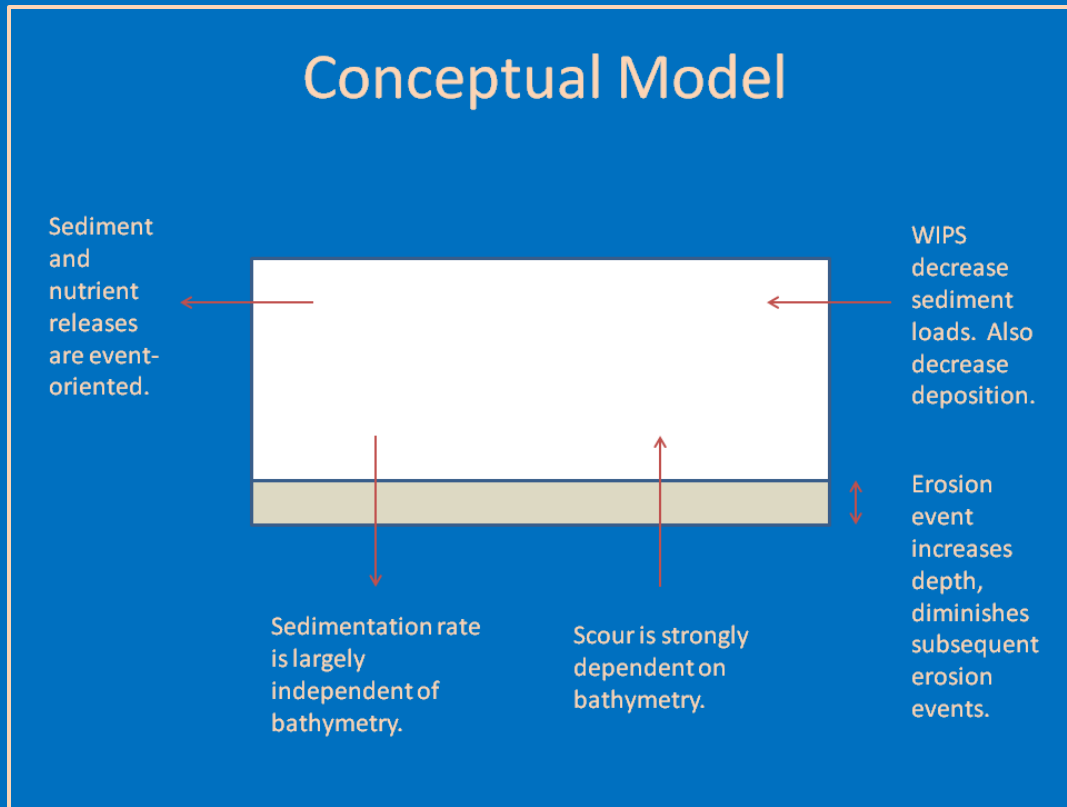 Conceptual Model
Sediment
and
nutrient
releases
are event-
oriented.
WIPS
decrease
sediment
loads.  Also
decrease
deposition.
Erosion
event
increases
depth,
diminishes
subsequent
erosion
events.
Sedimentation rate
is largely
independent of
bathymetry.
Scour is strongly
dependent on
bathymetry.